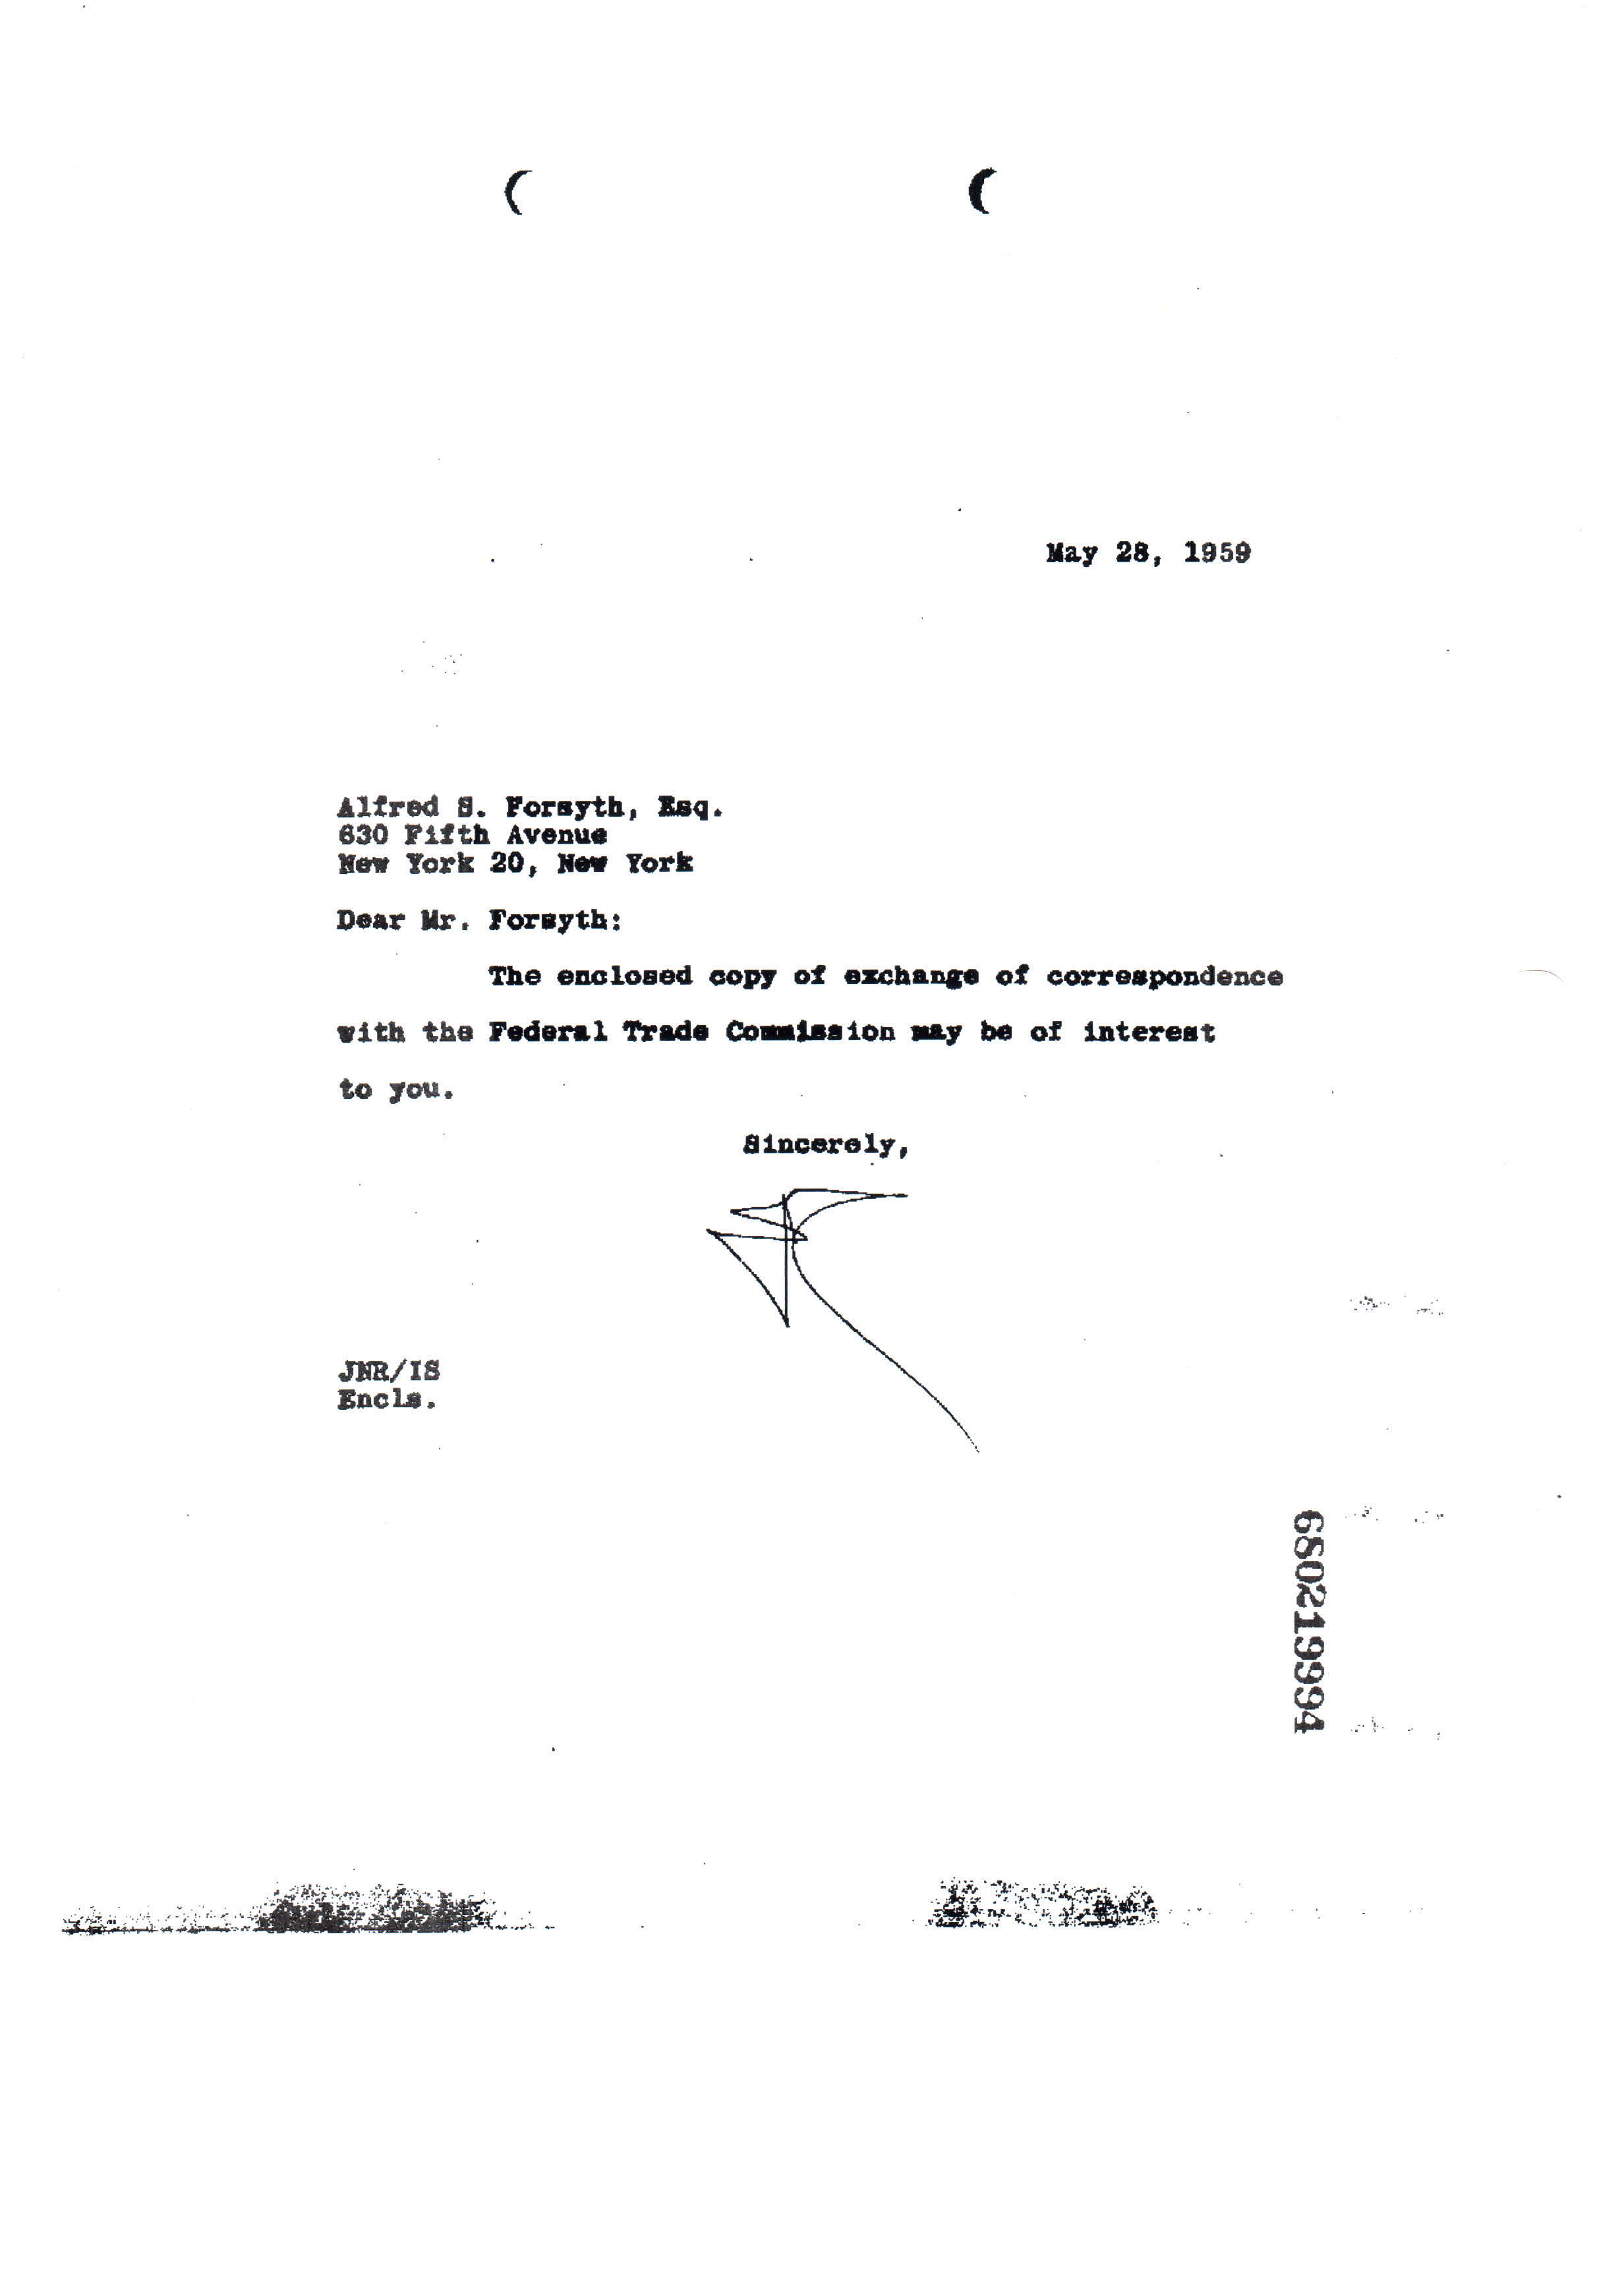 May 28, 1959
Alfred S. Forsyth, Esq.
630 Fifth Avenue
New York 20, New York
Dear Mr. Forsyth:
The enclosed copy of exchange of correspondence
with the Federal Trade Commission may be of interest
to you.
Sincerely,
JNR/IS
Encls.
680219994